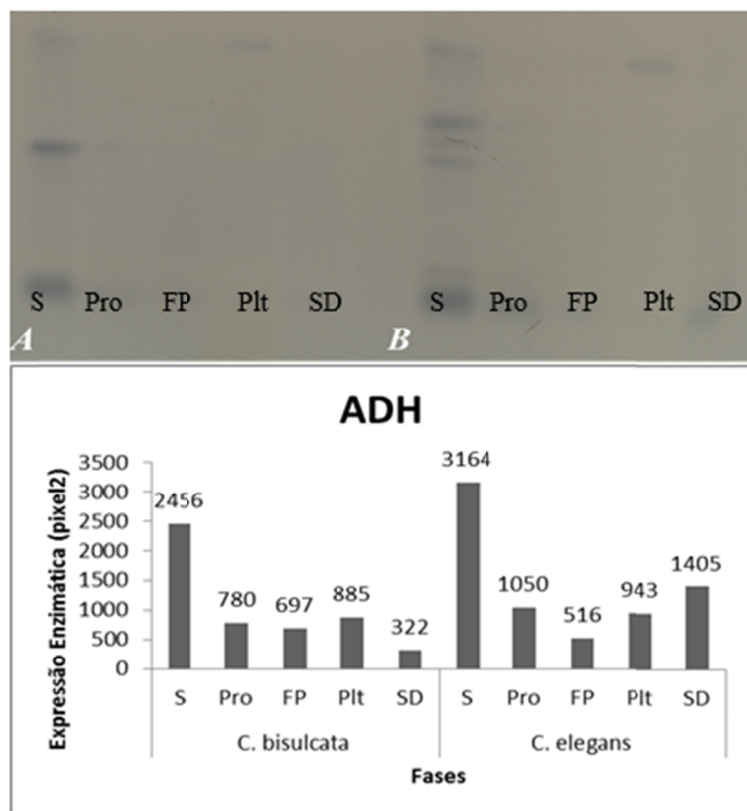 S Pro FP Plt SD S Pro FP Plt SD
A B
ADH
Expressão Enzimática (pixel2)
3500
3000
2500
2000
1500
1000
500
0
2456
780
697
885
322
3164
1050
516
943
1405
S Pro FP Plt SD S Pro FP Plt SD
C. bisulcata C. elegans
Fases